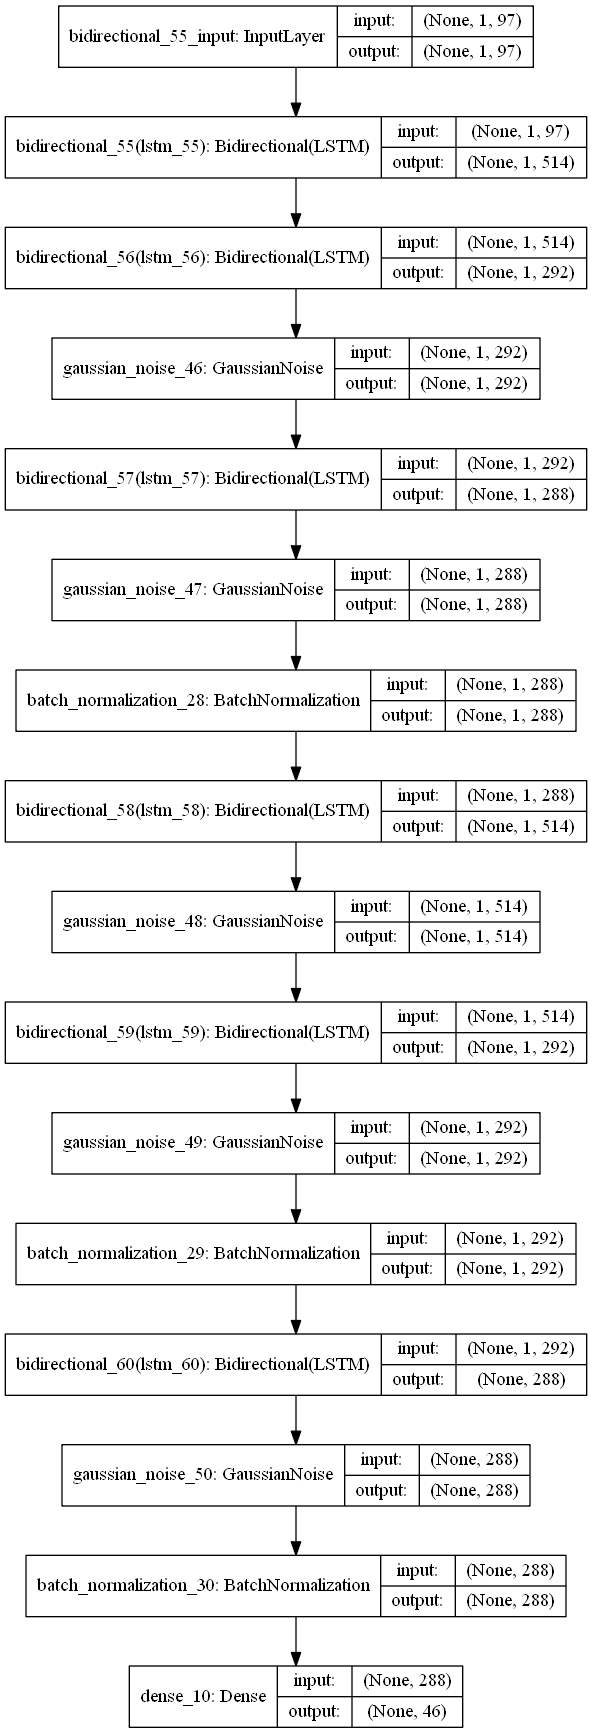 bidirectional_55_input: InputLayer
input: (None, 1, 97)
output: (None, 1, 97)
bidirectional_55(lstm_55): Bidirectional(LSTM)
input: (None, 1, 97)
output: (None, 1, 514)
bidirectional_56(lstm_56): Bidirectional(LSTM)
input: (None, 1, 514)
output: (None, 1, 292)
gaussian_noise_46: GaussianNoise
input: (None, 1, 292)
output: (None, 1, 292)
bidirectional_57(lstm_57): Bidirectional(LSTM)
input: (None, 1, 292)
output: (None, 1, 288)
gaussian_noise_47: GaussianNoise
input: (None, 1, 288)
output: (None, 1, 288)
batch_normalization_28: BatchNormalization
input: (None, 1, 288)
output: (None, 1, 288)
bidirectional_58(lstm_58): Bidirectional(LSTM)
input: (None, 1, 288)
output: (None, 1, 514)
gaussian_noise_48: GaussianNoise
input: (None, 1, 514)
output: (None, 1, 514)
bidirectional_59(lstm_59): Bidirectional(LSTM)
input: (None, 1, 514)
output: (None, 1, 292)
gaussian_noise_49: GaussianNoise
input: (None, 1, 292)
output: (None, 1, 292)
batch_normalization_29: BatchNormalization
input: (None, 1, 292)
output: (None, 1, 292)
bidirectional_60(lstm_60): Bidirectional(LSTM)
input: (None, 1, 292)
output: (None, 288)
gaussian_noise_50: GaussianNoise
input: (None, 288)
output: (None, 288)
batch_normalization_30: BatchNormalization
input: (None, 288)
output: (None, 288)
dense_10: Dense
input: (None, 288)
output: (None, 46)